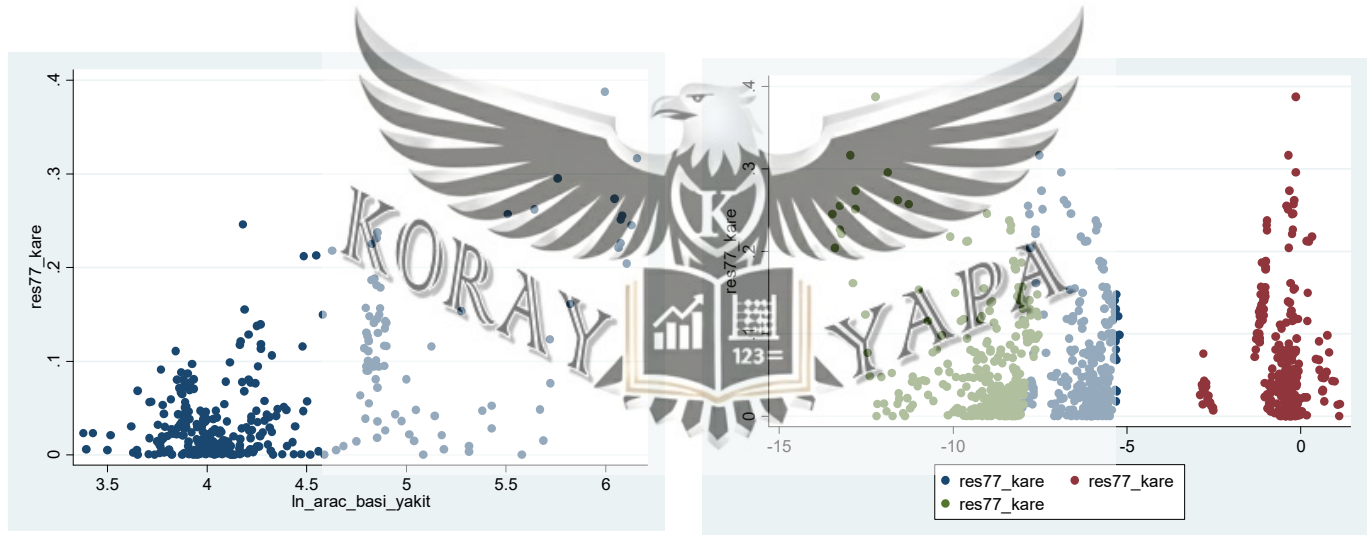 .4
.3
.2
.1
0
res77_kare
3.5 4 4.5 5 5.5 6
ln_arac_basi_yakit
KORAY YAPA
K
123=
.4
.3
.2
.1
0
res77_kare
-15 -10 -5 0
res77_kare res77_kare
res77_kare